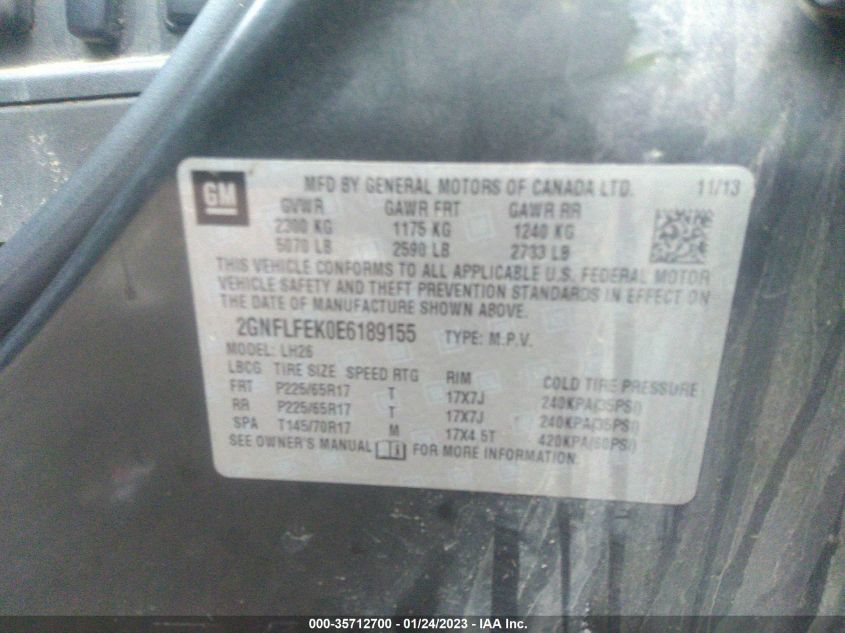 GM
MFD BY GENERAL MOTORS OF CANADA LTD. 11/13
GVWR GAWR FRT GAWR RR
2300 KG 1175 KG 1240 KG
5070 LB 2590 LB 2733 LB
THIS VEHICLE CONFORMS TO ALL APPLICABLE U.S. FEDERAL MOTOR
VEHICLE SAFETY AND THEFT PREVENTION STANDARDS IN EFFECT ON
THE DATE OF MANUFACTURE SHOWN ABOVE.
2GNFLFEK0E6189155 TYPE: M.P.V.
MODEL: LH26
LBCG TIRE SIZE SPEED RTG RIM COLD TIRE PRESSURE
FRT P225/65R17 T 17X7J 240KPA(35PSI)
RR P225/65R17 T 17X7J 240KPA(35PSI)
SPA T145/70R17 M 17X4.5T 420KPA(60PSI)
SEE OWNER'S MANUAL FOR MORE INFORMATION.
000-35712700 - 01/24/2023 - IAA Inc.